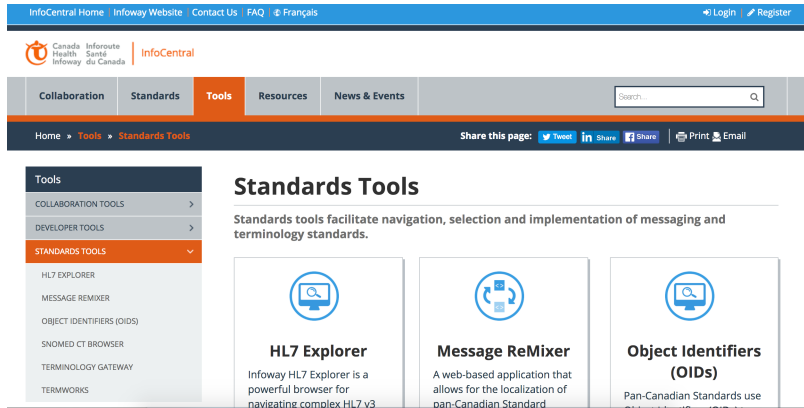 InfoCentral Home | Infoway Website | Contact Us | FAQ | Français
Login | Register
Canada Inforoute
Health Santé
Infoway du Canada
InfoCentral
Collaboration Standards Tools Resources News & Events
Search...
Home » Tools » Standards Tools
Share this page: Tweet in Share Share Print Email
Tools
COLLABORATION TOOLS
DEVELOPER TOOLS
STANDARDS TOOLS
HL7 EXPLORER
MESSAGE REMIXER
OBJECT IDENTIFIERS (OIDS)
SNOMED CT BROWSER
TERMINOLOGY GATEWAY
TERMWORKS
Standards Tools
Standards tools facilitate navigation, selection and implementation of messaging and
terminology standards.
HL7 Explorer
Infoway HL7 Explorer is a
powerful browser for
navigating complex HL7 v3
Message ReMixer
A web-based application that
allows for the localization of
pan-Canadian Standard
Object Identifiers
(OIDs)
Pan-Canadian Standards use